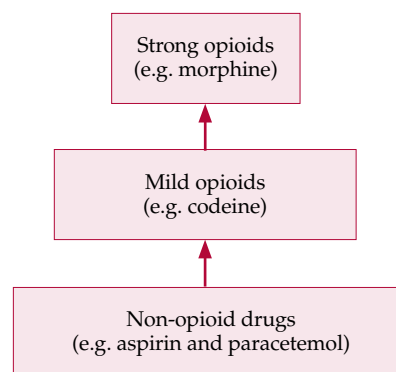 Strong opioids
(e.g. morphine)
Mild opioids
(e.g. codeine)
Non-opioid drugs
(e.g. aspirin and paracetemol)